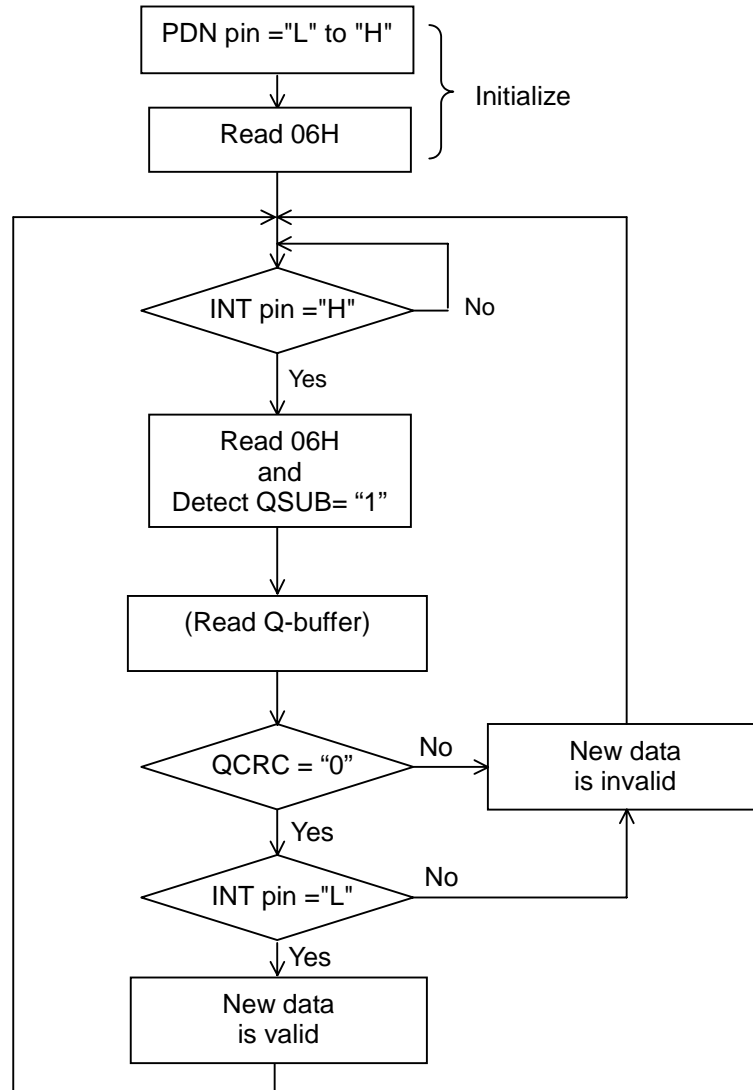 PDN pin ="L" to "H"
Initialize
Read 06H
INT pin ="H"
No
Yes
Read 06H
and
Detect QSUB= “1”
(Read Q-buffer)
QCRC = “0”
No
New data
is invalid
Yes
INT pin ="L"
No
Yes
New data
is valid